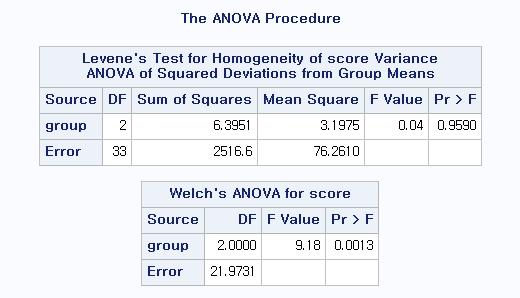 The ANOVA Procedure
Levene's Test for Homogeneity of score Variance
ANOVA of Squared Deviations from Group Means
Source DF Sum of Squares Mean Square F Value Pr > F
group 2 6.3951 3.1975 0.04 0.9590
Error 33 2516.6 76.2610
Welch's ANOVA for score
Source DF F Value Pr > F
group 2.0000 9.18 0.0013
Error 21.9731